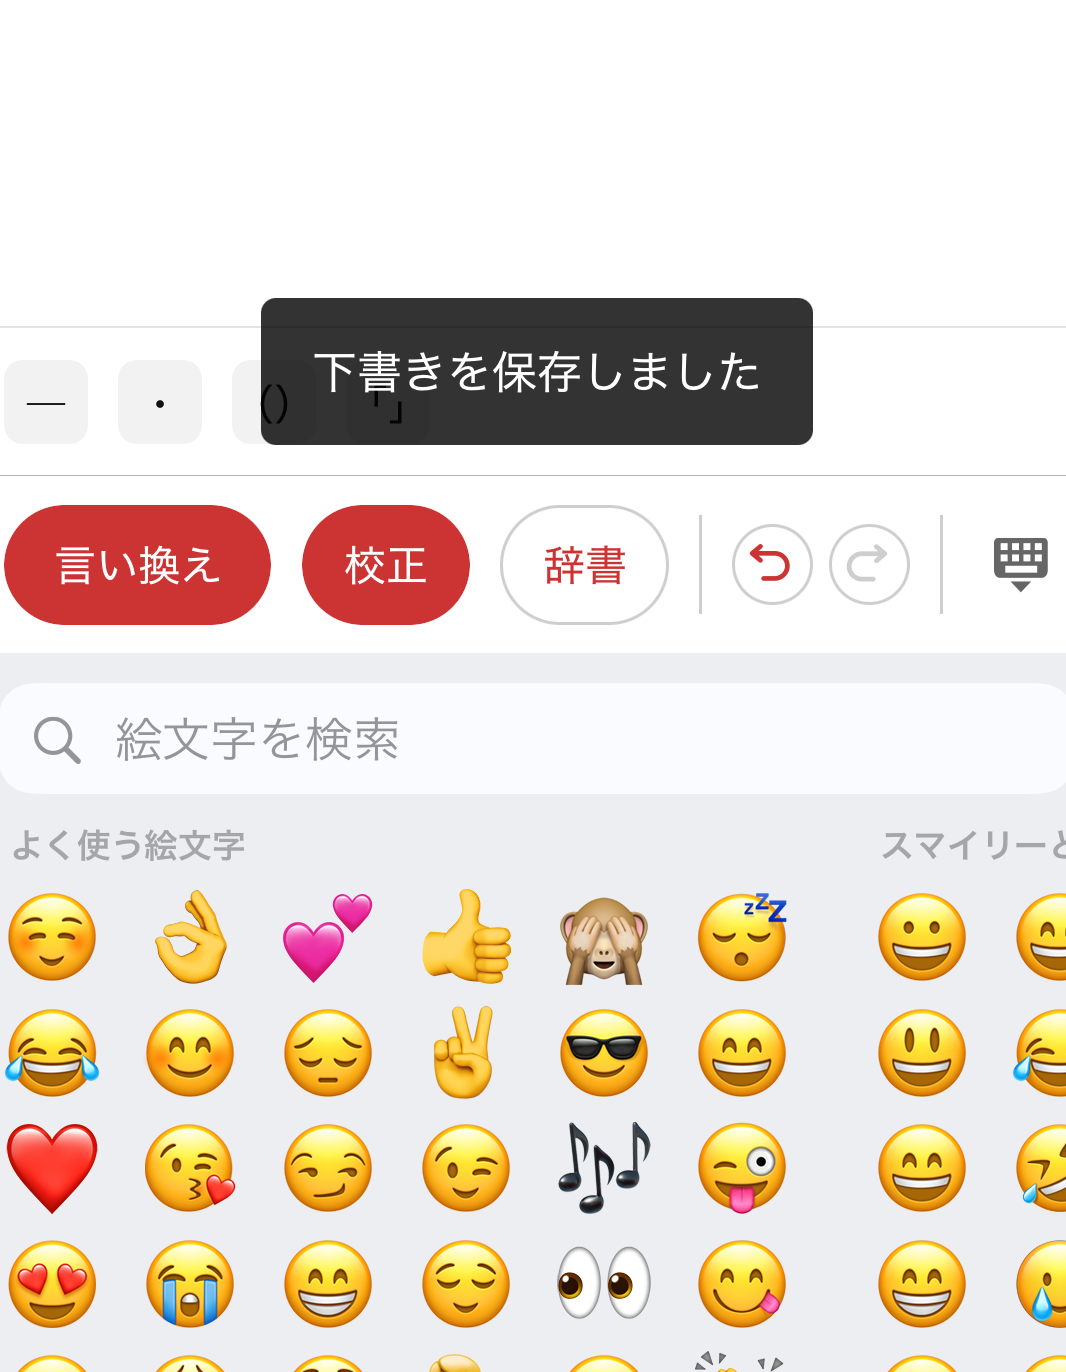 下書きを保存しました
— ・ () 「」
言い換え 校正 辞書
絵文字を検索
よく使う絵文字 スマイリーと